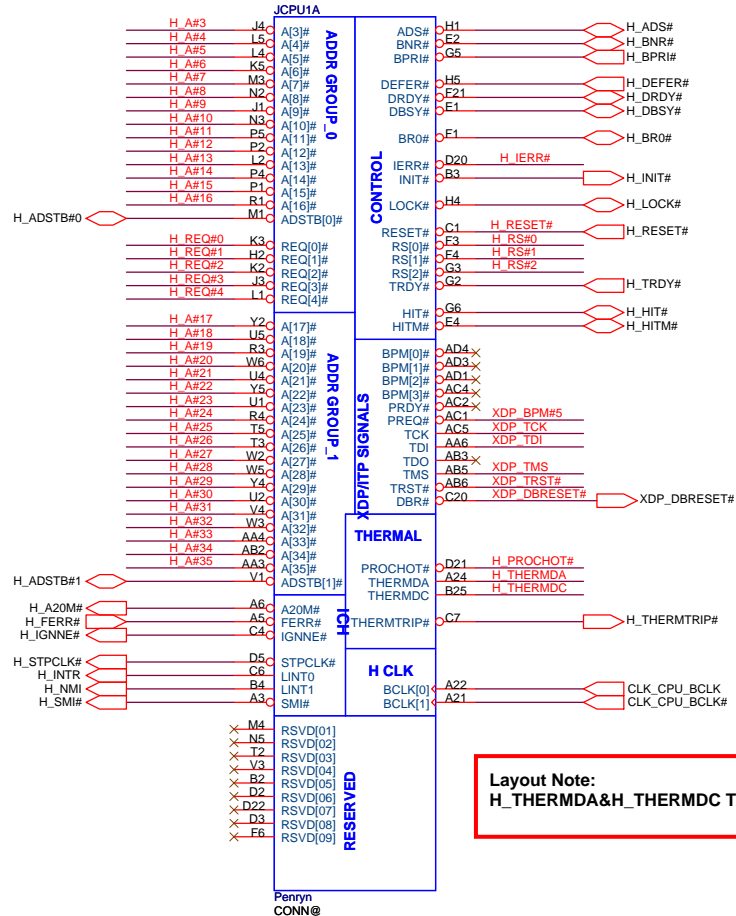 JCPU1A
H_A#3 J4 A[3]# ADS# H1 H_ADS#
H_A#4 L5 A[4]# BNR# E2 H_BNR#
H_A#5 L4 A[5]# BPRI# G5 H_BPRI#
H_A#6 K5 A[6]#
H_A#7 M3 A[7]# DEFER# H5 H_DEFER#
H_A#8 N2 A[8]# DRDY# F21 H_DRDY#
H_A#9 J1 A[9]# DBSY# E1 H_DBSY#
H_A#10 N3 A[10]#
H_A#11 P5 A[11]# BR0# F1 H_BR0#
H_A#12 P2 A[12]#
H_A#13 L2 A[13]# IERR# D20 H_IERR#
H_A#14 P4 A[14]# INIT# B3 H_INIT#
H_A#15 P1 A[15]#
H_A#16 R1 A[16]# LOCK# H4 H_LOCK#
H_ADSTB#0 M1 ADSTB[0]#
ADDR GROUP_0
CONTROL
RESET# C1 H_RESET# H_RESET#
H_REQ#0 K3 REQ[0]# RS[0]# F3 H_RS#0
H_REQ#1 H2 REQ[1]# RS[1]# F4 H_RS#1
H_REQ#2 K2 REQ[2]# RS[2]# G3 H_RS#2
H_REQ#3 J3 REQ[3]# TRDY# G2 H_TRDY#
H_REQ#4 L1 REQ[4]#
HIT# G6 H_HIT#
H_A#17 Y2 A[17]# HITM# E4 H_HITM#
H_A#18 U5 A[18]#
H_A#19 R3 A[19]# BPM[0]# AD4
H_A#20 W6 A[20]# BPM[1]# AD3
H_A#21 U4 A[21]# BPM[2]# AD1
H_A#22 Y5 A[22]# BPM[3]# AC4
H_A#23 U1 A[23]# PRDY# AC2
H_A#24 R4 A[24]# PREQ# AC1 XDP_BPM#5
H_A#25 T5 A[25]# TCK AC5 XDP_TCK
H_A#26 T3 A[26]# TDI AA6 XDP_TDI
H_A#27 W2 A[27]# TDO AB3
H_A#28 W5 A[28]# TMS AB5 XDP_TMS
H_A#29 Y4 A[29]# TRST# AB6 XDP_TRST#
H_A#30 U2 A[30]# DBR# C20 XDP_DBRESET# XDP_DBRESET#
H_A#31 V4 A[31]#
H_A#32 W3 A[32]#
H_A#33 AA4 A[33]#
H_A#34 AB2 A[34]#
H_A#35 AA3 A[35]#
H_ADSTB#1 V1 ADSTB[1]#
ADDR GROUP_1
XDP/ITP SIGNALS
THERMAL
PROCHOT# D21 H_PROCHOT#
THERMDA A24 H_THERMDA
THERMDC B25 H_THERMDC
H_A20M# A6 A20M#
H_FERR# A5 FERR# THERMTRIP# C7 H_THERMTRIP#
H_IGNNE# C4 IGNNE#
ICH
H_STPCLK# D5 STPCLK#
H_INTR C6 LINT0
H_NMI B4 LINT1
H_SMI# A3 SMI#
H CLK
BCLK[0] A22 CLK_CPU_BCLK
BCLK[1] A21 CLK_CPU_BCLK#
M4 RSVD[01]
N5 RSVD[02]
T2 RSVD[03]
V3 RSVD[04]
B2 RSVD[05]
D2 RSVD[06]
D22 RSVD[07]
D3 RSVD[08]
F6 RSVD[09]
RESERVED
Layout Note:
H_THERMDA&H_THERMDC T
Penryn
CONN@